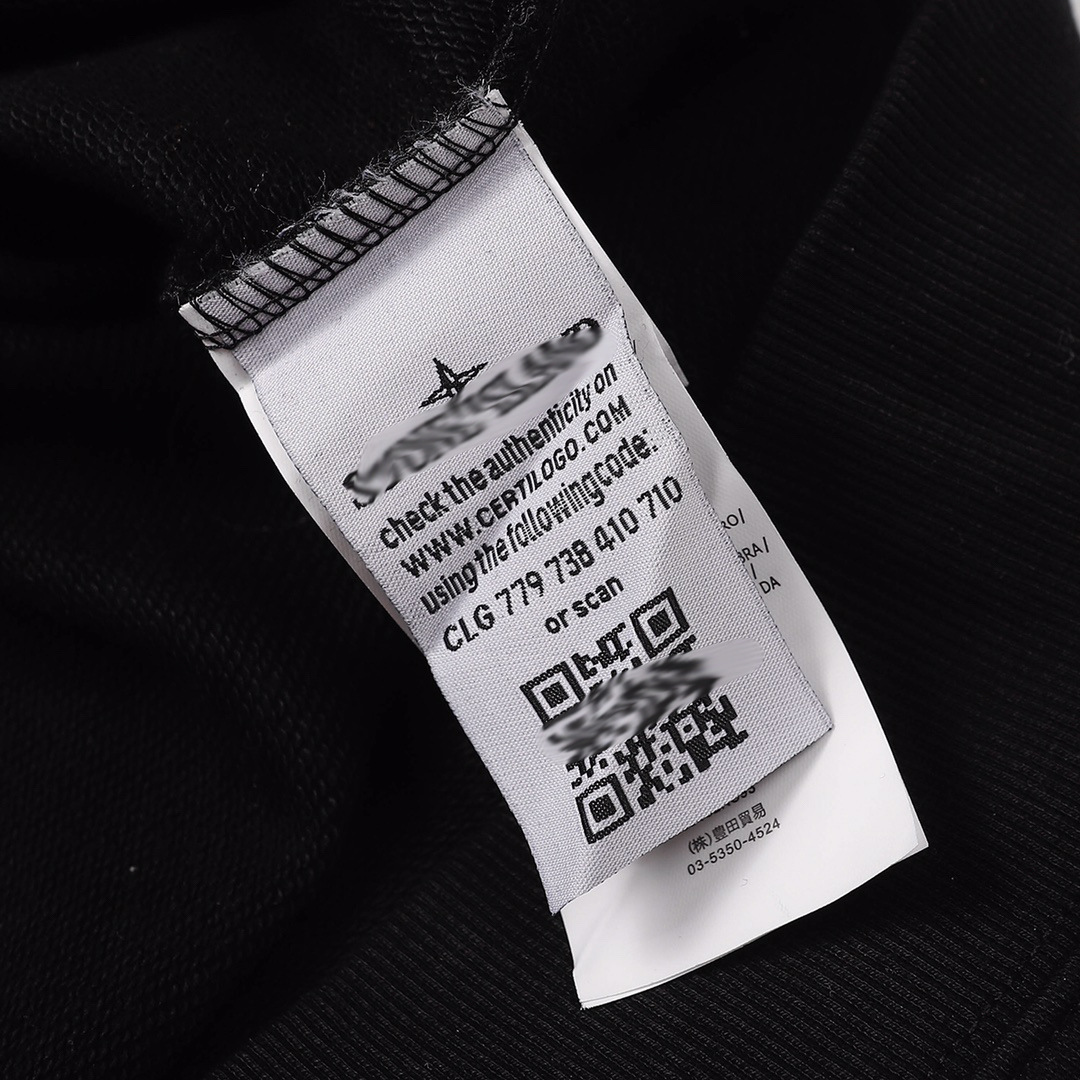 check the authenticity on
WWW.CERTILOGO.COM
using the following code:
CLG 779 738 410 710
or scan
RO/
BRA/
/
DA
(株)豊田貿易
03-5350-4524